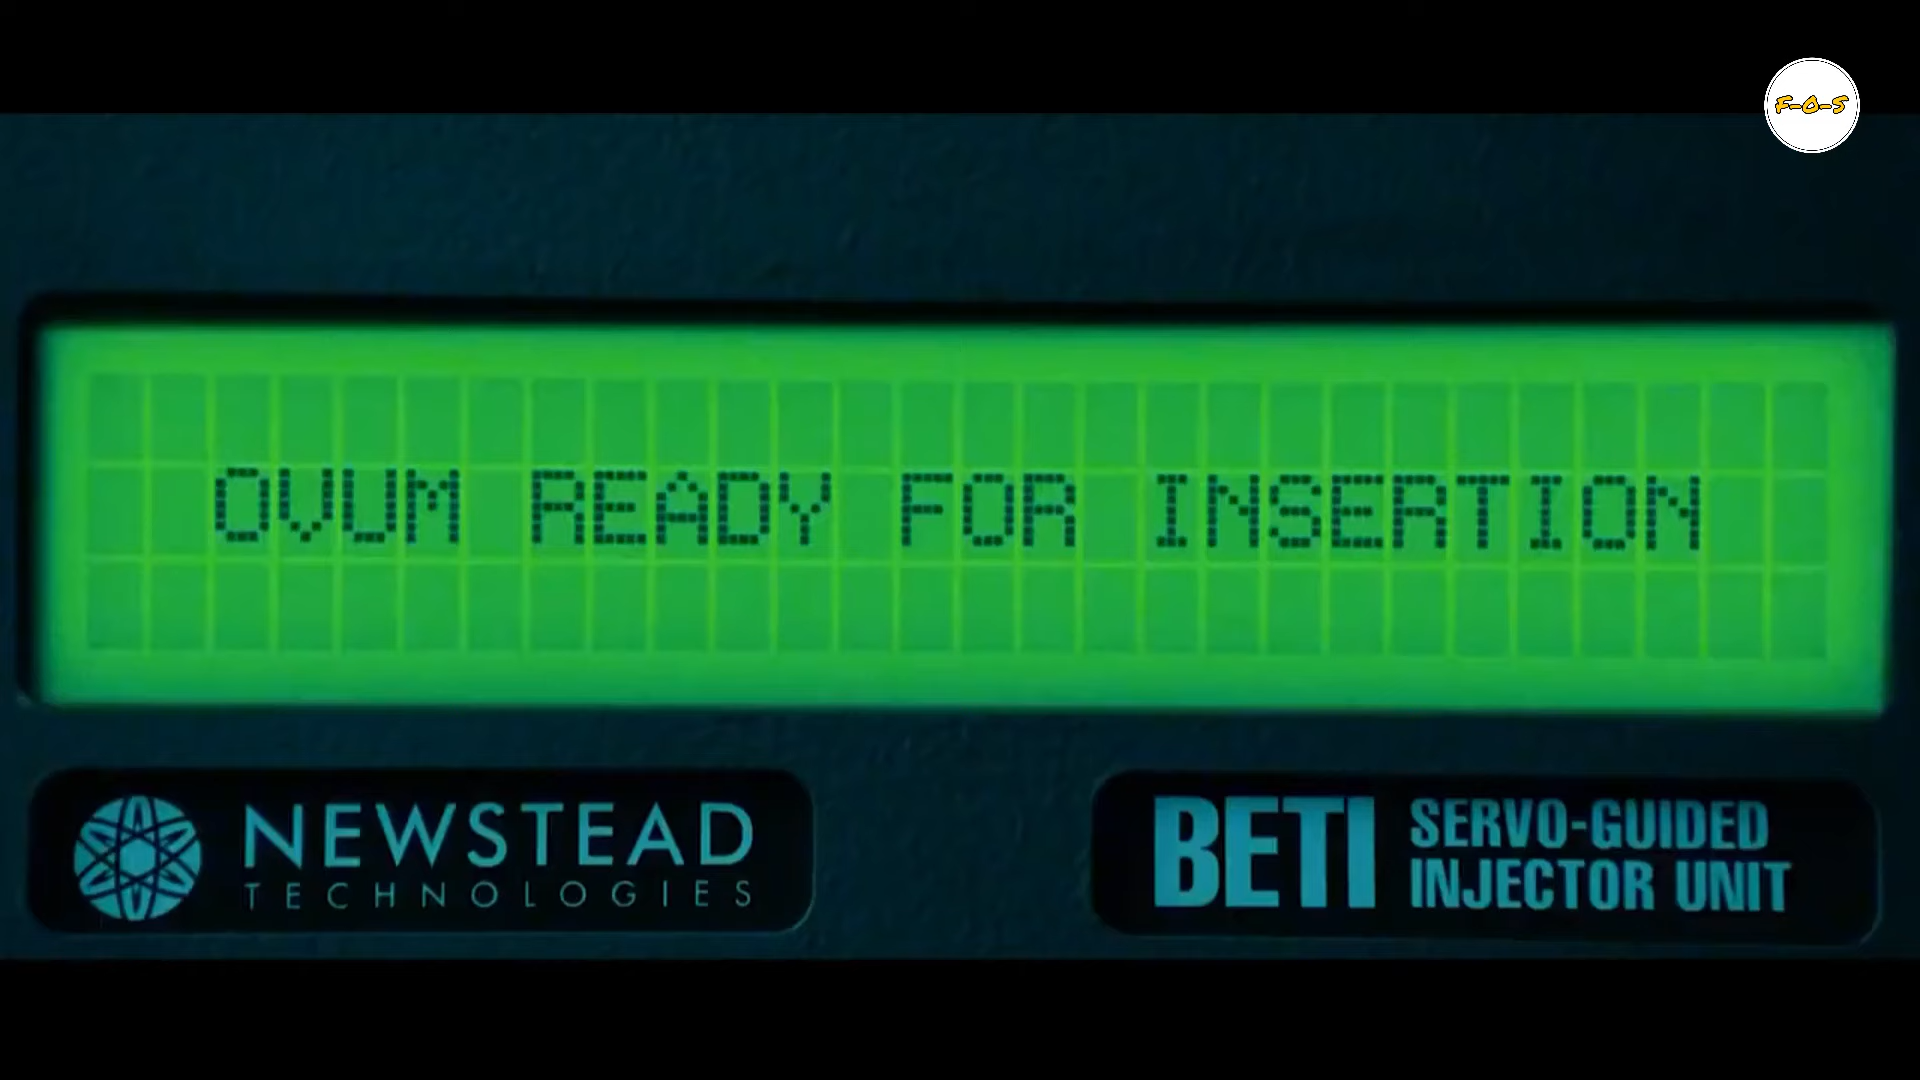 F-O-S
OVUM READY FOR INSERTION
NEWSTEAD
TECHNOLOGIES
BETI
SERVO-GUIDED
INJECTOR UNIT